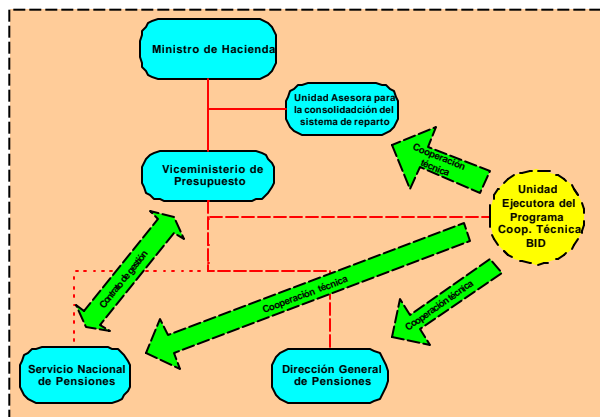 Ministro de Hacienda
Unidad Asesora para
la consolidadción del
sistema de reparto
Cooperación
técnica
Viceministerio de
Presupuesto
Unidad
Ejecutora del
Programa
Coop. Técnica
BID
Contrato de gestión
Cooperación técnica
Cooperación técnica
Servicio Nacional
de Pensiones
Dirección General
de Pensiones